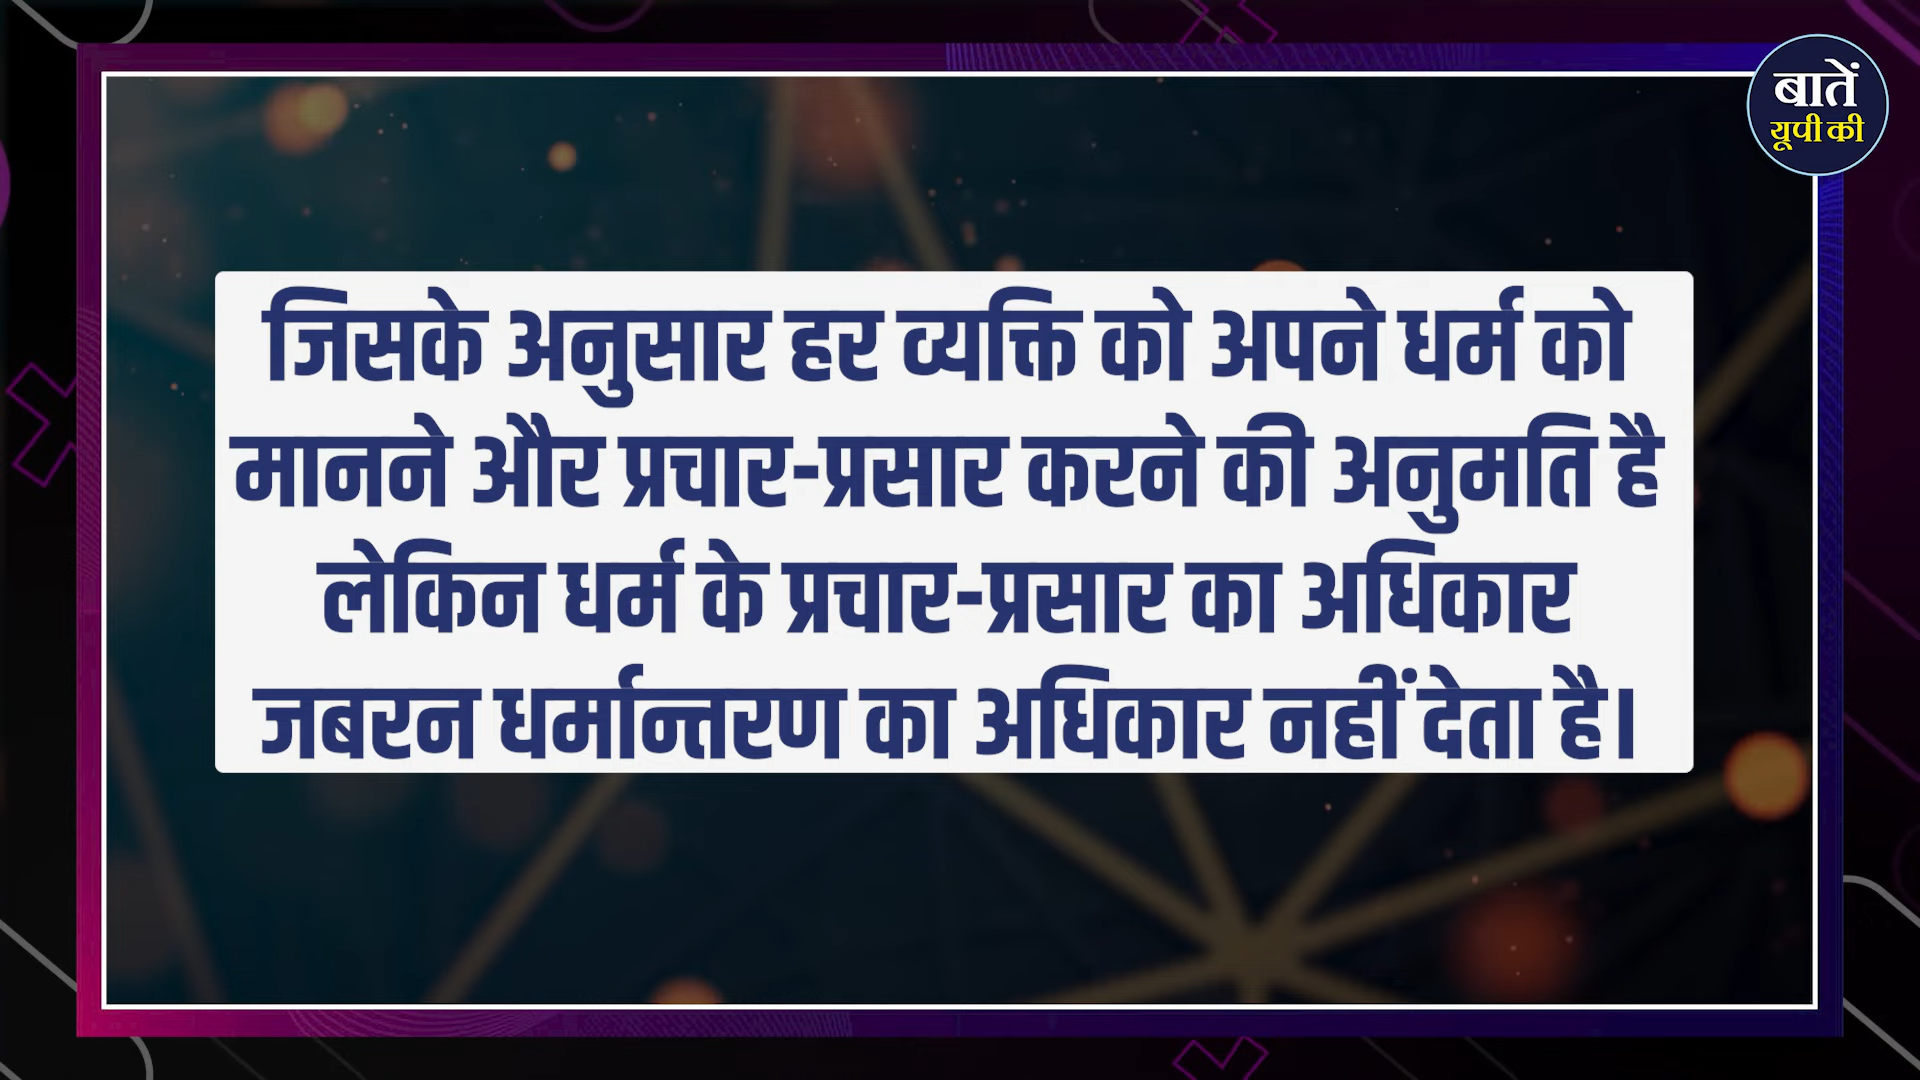 बातें
यूपी की
जिसके अनुसार हर व्यक्ति को अपने धर्म को
मानने और प्रचार-प्रसार करने की अनुमति है
लेकिन धर्म के प्रचार-प्रसार का अधिकार
जबरन धर्मान्तरण का अधिकार नहीं देता है।